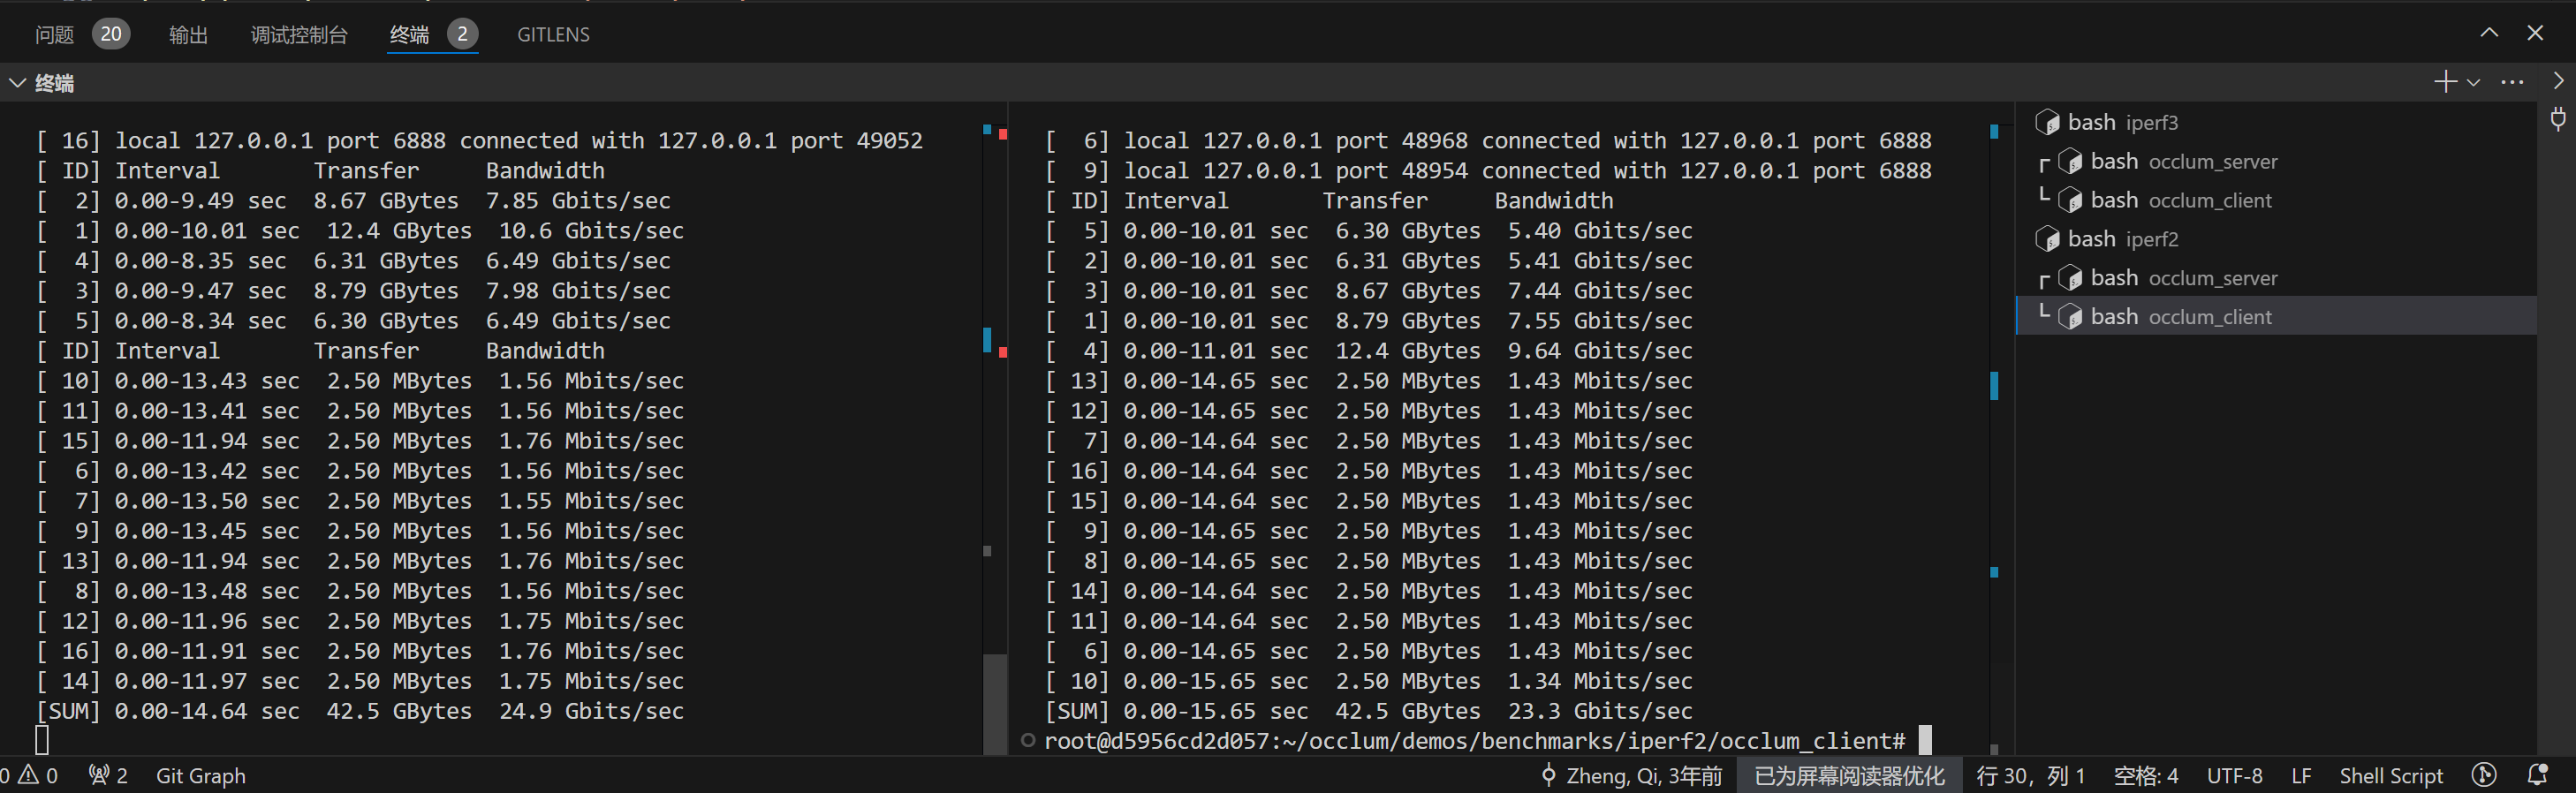 问题 20 输出 调试控制台 终端 2 GITLENS
终端
[ 16] local 127.0.0.1 port 6888 connected with 127.0.0.1 port 49052
[ ID] Interval Transfer Bandwidth
[ 2] 0.00-9.49 sec 8.67 GBytes 7.85 Gbits/sec
[ 1] 0.00-10.01 sec 12.4 GBytes 10.6 Gbits/sec
[ 4] 0.00-8.35 sec 6.31 GBytes 6.49 Gbits/sec
[ 3] 0.00-9.47 sec 8.79 GBytes 7.98 Gbits/sec
[ 5] 0.00-8.34 sec 6.30 GBytes 6.49 Gbits/sec
[ ID] Interval Transfer Bandwidth
[ 10] 0.00-13.43 sec 2.50 MBytes 1.56 Mbits/sec
[ 11] 0.00-13.41 sec 2.50 MBytes 1.56 Mbits/sec
[ 15] 0.00-11.94 sec 2.50 MBytes 1.76 Mbits/sec
[ 6] 0.00-13.42 sec 2.50 MBytes 1.56 Mbits/sec
[ 7] 0.00-13.50 sec 2.50 MBytes 1.55 Mbits/sec
[ 9] 0.00-13.45 sec 2.50 MBytes 1.56 Mbits/sec
[ 13] 0.00-11.94 sec 2.50 MBytes 1.76 Mbits/sec
[ 8] 0.00-13.48 sec 2.50 MBytes 1.56 Mbits/sec
[ 12] 0.00-11.96 sec 2.50 MBytes 1.75 Mbits/sec
[ 16] 0.00-11.91 sec 2.50 MBytes 1.76 Mbits/sec
[ 14] 0.00-11.97 sec 2.50 MBytes 1.75 Mbits/sec
[SUM] 0.00-14.64 sec 42.5 GBytes 24.9 Gbits/sec
[ 6] local 127.0.0.1 port 48968 connected with 127.0.0.1 port 6888
[ 9] local 127.0.0.1 port 48954 connected with 127.0.0.1 port 6888
[ ID] Interval Transfer Bandwidth
[ 5] 0.00-10.01 sec 6.30 GBytes 5.40 Gbits/sec
[ 2] 0.00-10.01 sec 6.31 GBytes 5.41 Gbits/sec
[ 3] 0.00-10.01 sec 8.67 GBytes 7.44 Gbits/sec
[ 1] 0.00-10.01 sec 8.79 GBytes 7.55 Gbits/sec
[ 4] 0.00-11.01 sec 12.4 GBytes 9.64 Gbits/sec
[ 13] 0.00-14.65 sec 2.50 MBytes 1.43 Mbits/sec
[ 12] 0.00-14.65 sec 2.50 MBytes 1.43 Mbits/sec
[ 7] 0.00-14.64 sec 2.50 MBytes 1.43 Mbits/sec
[ 16] 0.00-14.64 sec 2.50 MBytes 1.43 Mbits/sec
[ 15] 0.00-14.64 sec 2.50 MBytes 1.43 Mbits/sec
[ 9] 0.00-14.65 sec 2.50 MBytes 1.43 Mbits/sec
[ 8] 0.00-14.65 sec 2.50 MBytes 1.43 Mbits/sec
[ 14] 0.00-14.64 sec 2.50 MBytes 1.43 Mbits/sec
[ 11] 0.00-14.64 sec 2.50 MBytes 1.43 Mbits/sec
[ 6] 0.00-14.65 sec 2.50 MBytes 1.43 Mbits/sec
[ 10] 0.00-15.65 sec 2.50 MBytes 1.34 Mbits/sec
[SUM] 0.00-15.65 sec 42.5 GBytes 23.3 Gbits/sec
root@d5956cd2d057:~/occlum/demos/benchmarks/iperf2/occlum_client#
bash iperf3
bash occlum_server
bash occlum_client
bash iperf2
bash occlum_server
bash occlum_client
0 0 2 Git Graph Zheng, Qi, 3年前 已为屏幕阅读器优化 行 30，列 1 空格: 4 UTF-8 LF Shell Script